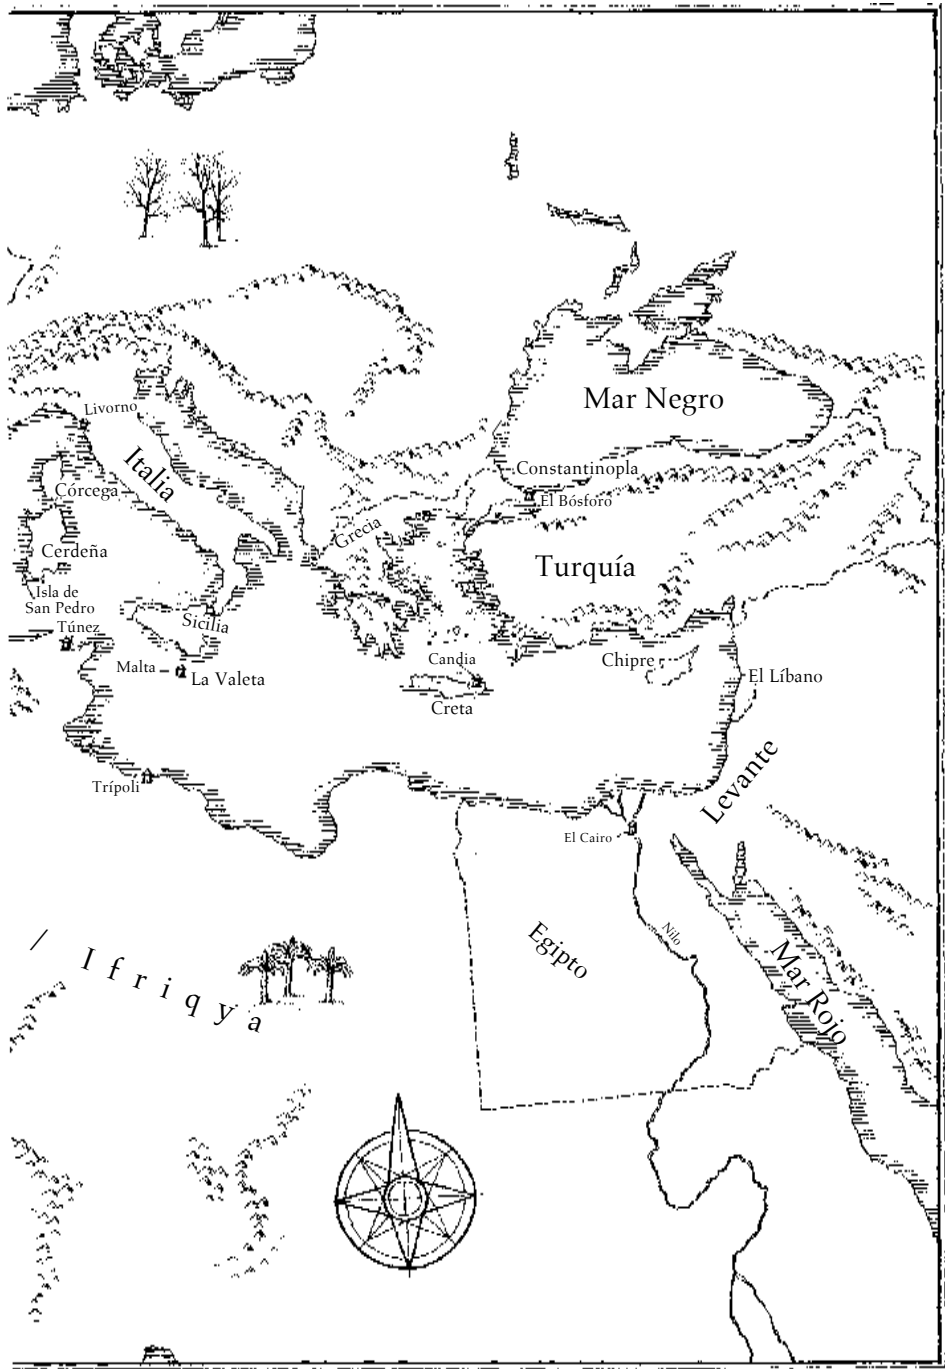 Mar Negro
Livorno
Italia
Constantinopla
Córcega
El Bósforo
Grecia
Cerdeña
Turquía
Isla de
San Pedro
Túnez
Sicilia
Candia
Chipre
Malta
La Valeta
El Líbano
Creta
Levante
Trípoli
El Cairo
Nilo
Egipto
Mar Rojo
/ Ifriqya